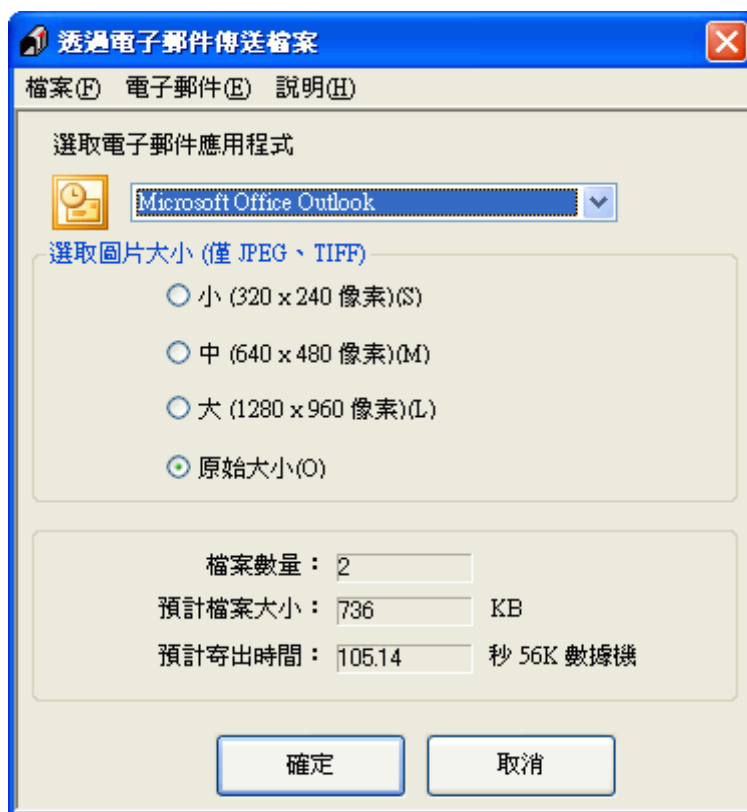 透過電子郵件傳送檔案
檔案(F) 電子郵件(E) 說明(H)
選取電子郵件應用程式
Microsoft Office Outlook
選取圖片大小 (僅 JPEG、TIFF)
小 (320 x 240 像素)(S)
中 (640 x 480 像素)(M)
大 (1280 x 960 像素)(L)
原始大小(O)
檔案數量： 2
預計檔案大小： 736 KB
預計寄出時間： 105.14 秒 56K 數據機
確定 取消